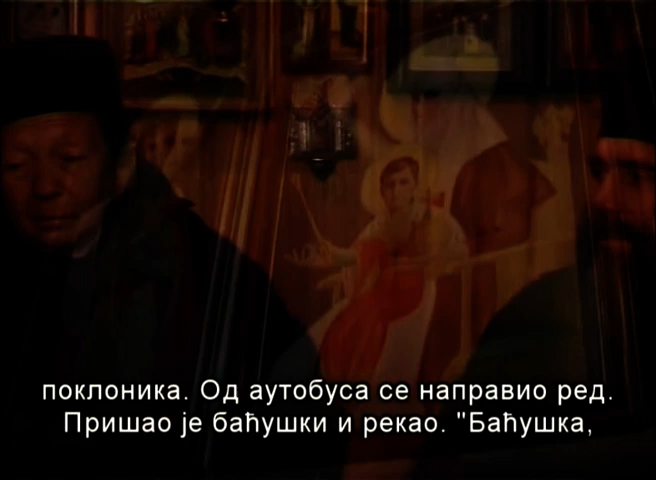 поклоника. Од аутобуса се направио ред.
Пришао је баћушки и рекао. "Баћушка,